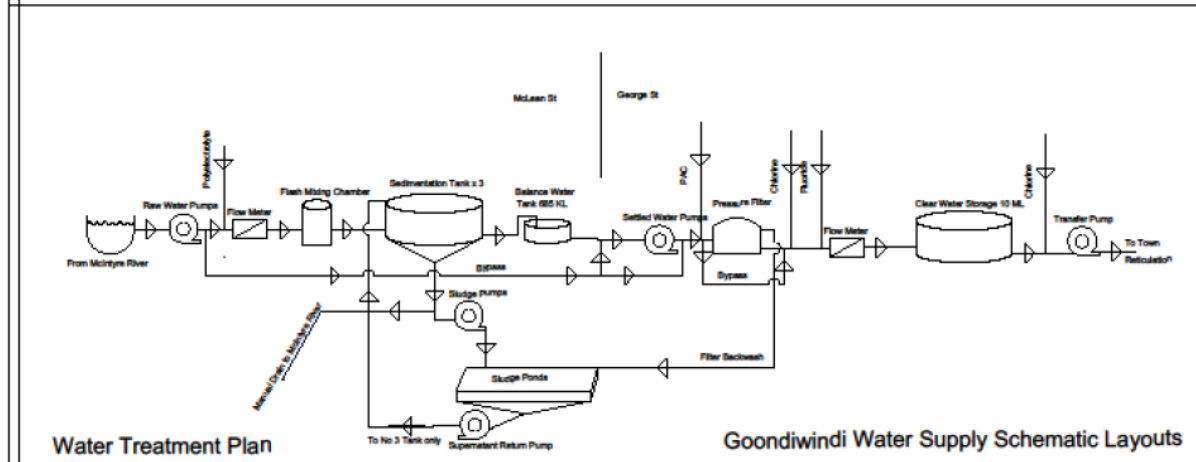 McLean St
George St
Polyelectrolyte
PAC
Chlorine
Fluoride
Chlorine
Raw Water Pumps
Flow Meter
Flash Mixing Chamber
Sedimentation Tank x 3
Balance Water
Tank 685 KL
Settled Water Pumps
Pressure Filter
Flow Meter
Clear Water Storage 10 ML
Transfer Pump
To Town
Reticulation
From McIntyre River
Bypass
Bypass
Sludge Pumps
Manual Drain to McIntyre River
Filter Backwash
Sludge Ponds
To No 3 Tank only
Supernatant Return Pump
Water Treatment Plan
Goondiwindi Water Supply Schematic Layouts